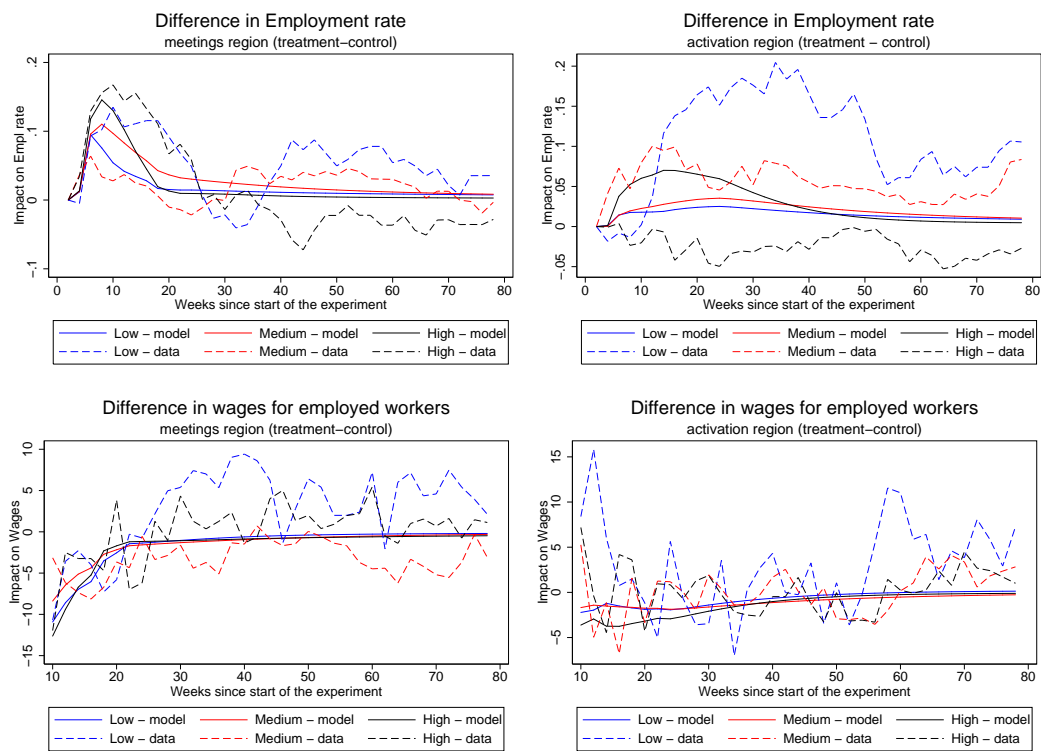 Difference in Employment rate
meetings region (treatment−control)
Impact on Empl rate
.2
.1
0
−.1
0 10 20 30 40 50 60 70 80
Weeks since start of the experiment
Low − model Medium − model High − model
Low − data Medium − data High − data
Difference in Employment rate
activation region (treatment − control)
Impact on Empl rate
.2
.15
.1
.05
0
−.05
0 20 40 60 80
Weeks since start of the experiment
Low − model Medium − model High − model
Low − data Medium − data High − data
Difference in wages for employed workers
meetings region (treatment−control)
Impact on Wages
10
5
0
−5
−10
−15
10 20 30 40 50 60 70 80
Weeks since start of the experiment
Low − model Medium − model High − model
Low − data Medium − data High − data
Difference in wages for employed workers
activation region (treatment−control)
Impact on Wages
15
10
5
0
−5
10 20 30 40 50 60 70 80
Weeks since start of the experiment
Low − model Medium − model High − model
Low − data Medium − data High − data